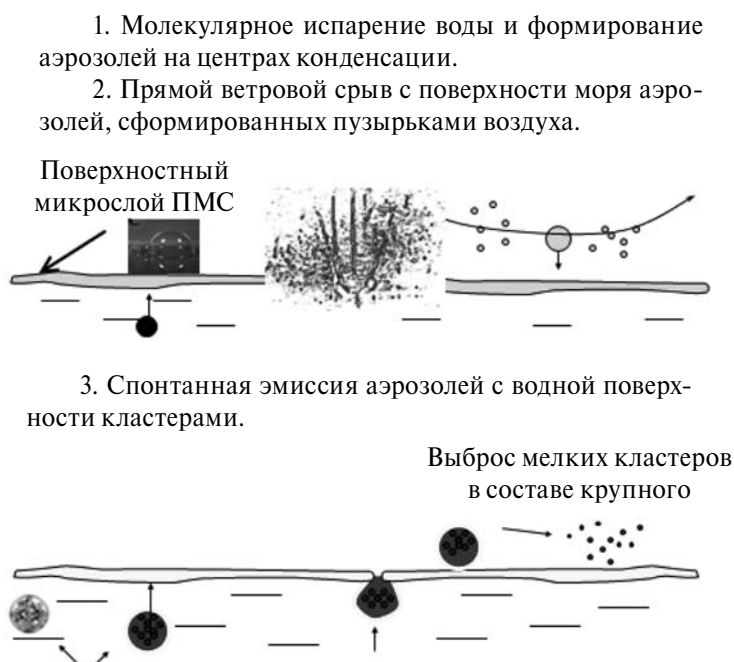 1. Молекулярное испарение воды и формирование
аэрозолей на центрах конденсации.
2. Прямой ветровой срыв с поверхности моря аэро-
золей, сформированных пузырьками воздуха.
Поверхностный
микрослой ПМС
3. Спонтанная эмиссия аэрозолей с водной поверх-
ности кластерами.
Выброс мелких кластеров
в составе крупного